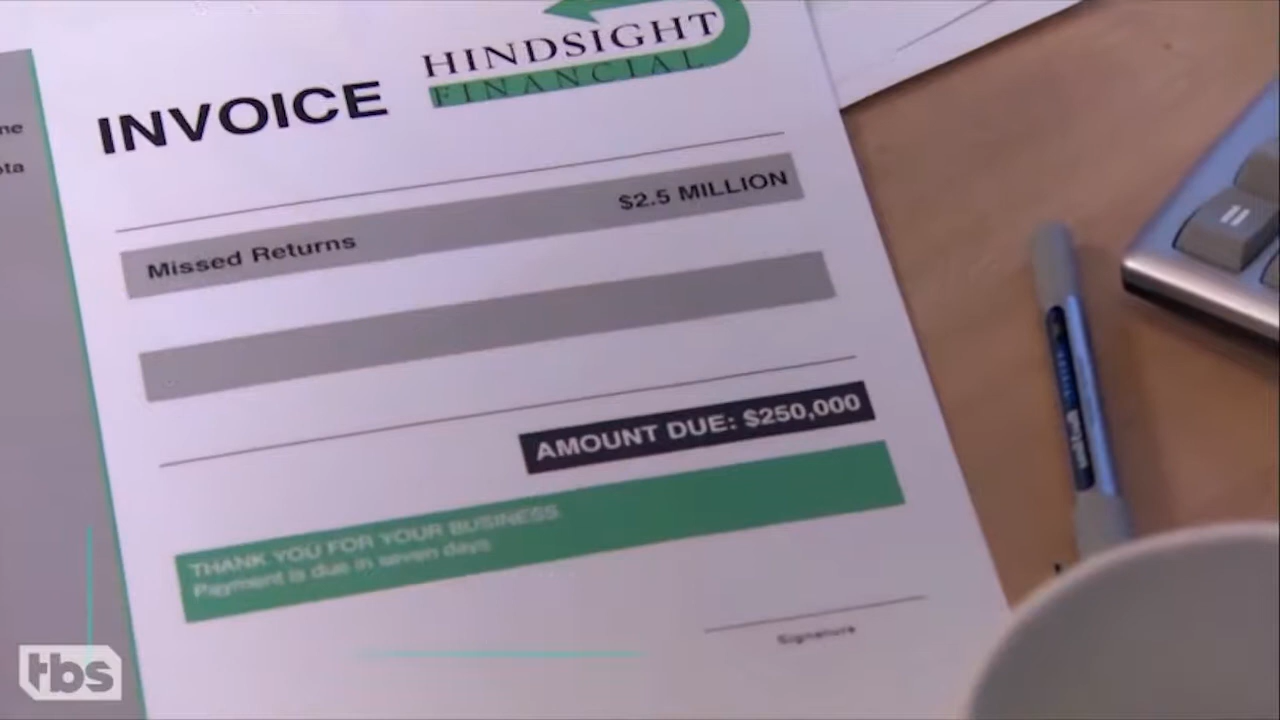 HINDSIGHT
FINANCIAL
INVOICE
Missed Returns $2.5 MILLION
AMOUNT DUE: $250,000
THANK YOU FOR YOUR BUSINESS
Payment is due in seven days
Signature
tbs